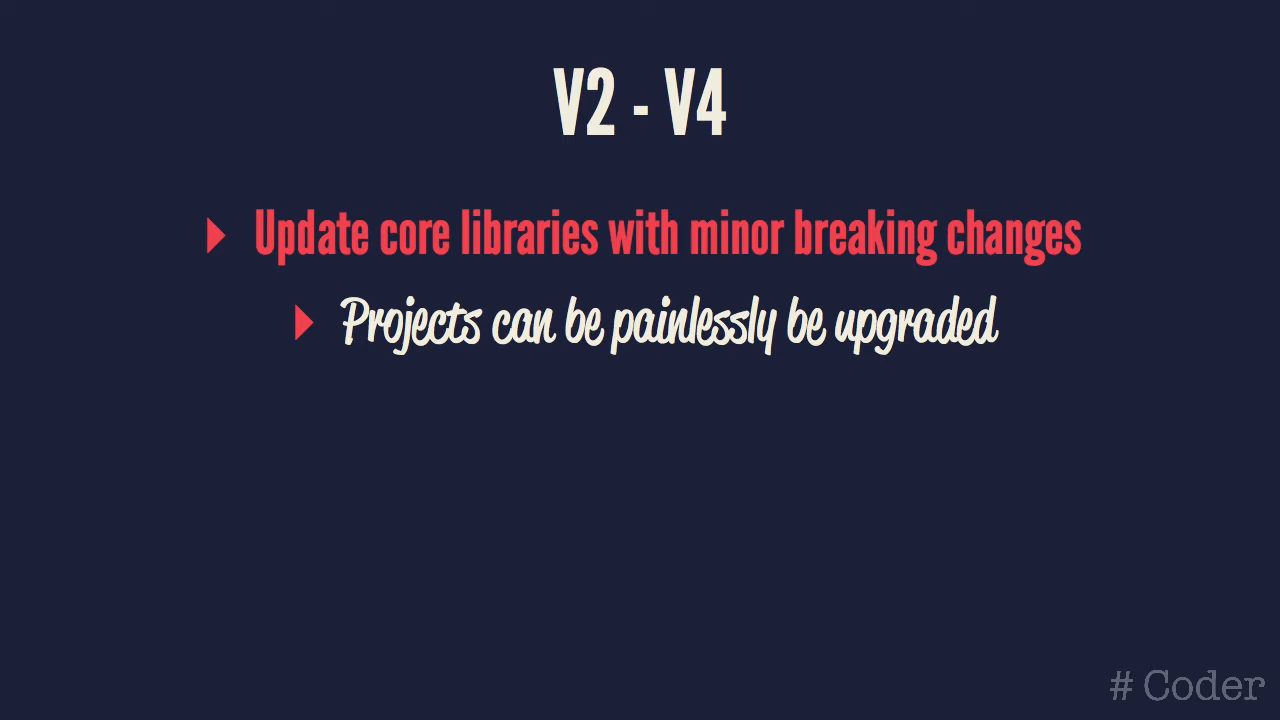 V2 - V4
Update core libraries with minor breaking changes
Projects can be painlessly be upgraded
# Coder